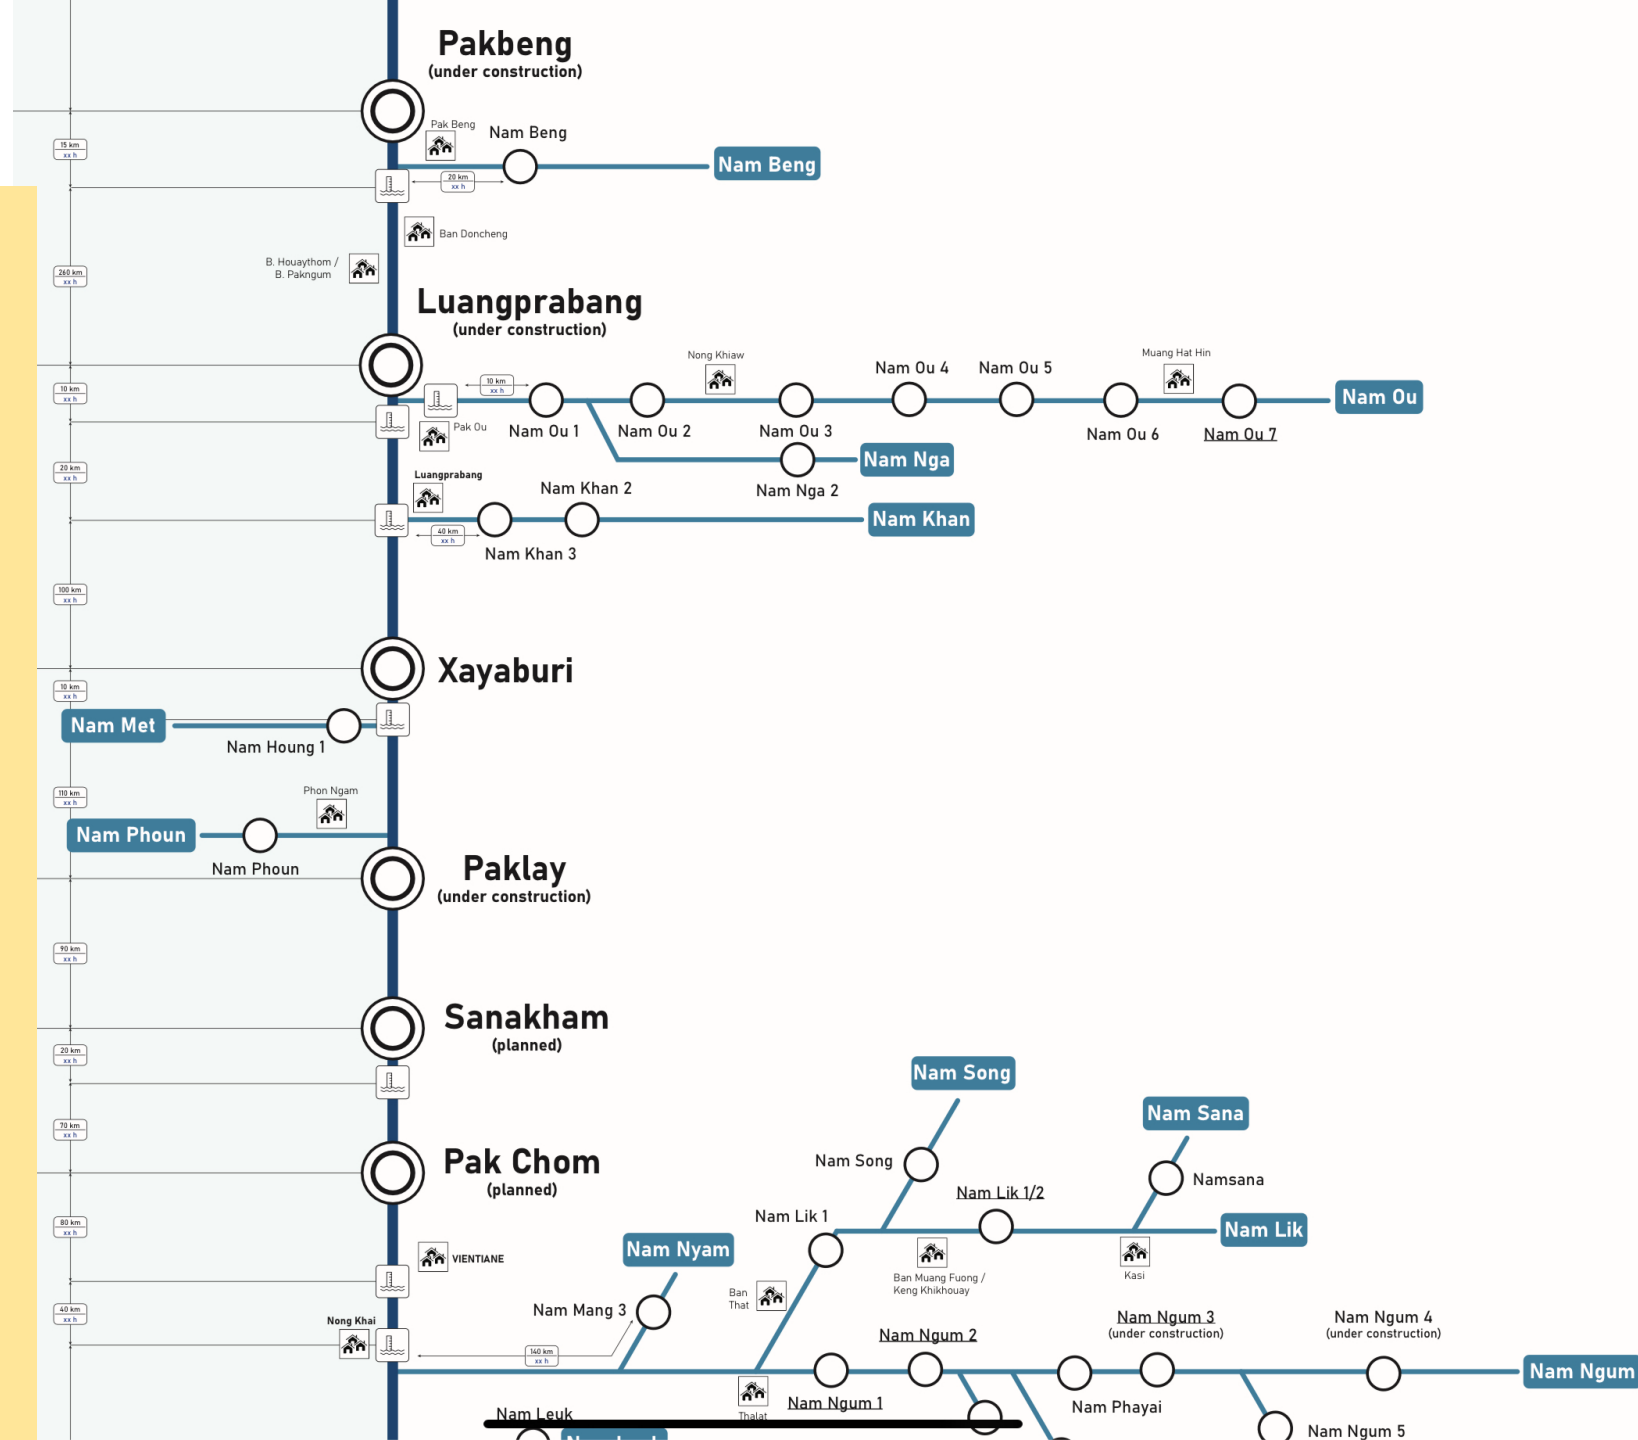 Pakbeng
(under construction)
Pak Beng
Nam Beng
15 km
xx h
Nam Beng
20 km
xx h
Ban Doncheng
B. Houaythom /
B. Pakngum
260 km
xx h
Luangprabang
(under construction)
Nong Khiaw
Muang Hat Hin
Nam Ou 4
Nam Ou 5
10 km
xx h
10 km
xx h
Nam Ou
Pak Ou
Nam Ou 1
Nam Ou 2
Nam Ou 3
Nam Ou 6
Nam Ou 7
Nam Nga
20 km
xx h
Luangprabang
Nam Khan 2
Nam Nga 2
Nam Khan
40 km
xx h
Nam Khan 3
100 km
xx h
Xayaburi
10 km
xx h
Nam Met
Nam Houng 1
Phon Ngam
110 km
xx h
Nam Phoun
Nam Phoun
Paklay
(under construction)
90 km
xx h
Sanakham
(planned)
20 km
xx h
Nam Song
Nam Sana
70 km
xx h
Pak Chom
(planned)
Nam Song
Namsana
Nam Lik 1/2
Nam Lik 1
80 km
xx h
Nam Lik
Nam Nyam
VIENTIANE
Ban Muang Fuong /
Keng Khikhouay
Kasi
Ban
That
40 km
xx h
Nam Mang 3
Nong Khai
Nam Ngum 3
(under construction)
Nam Ngum 4
(under construction)
Nam Ngum 2
140 km
xx h
Nam Ngum
Nam Ngum 1
Nam Phayai
Nam Leuk
Thalat
Nam Ngum 5